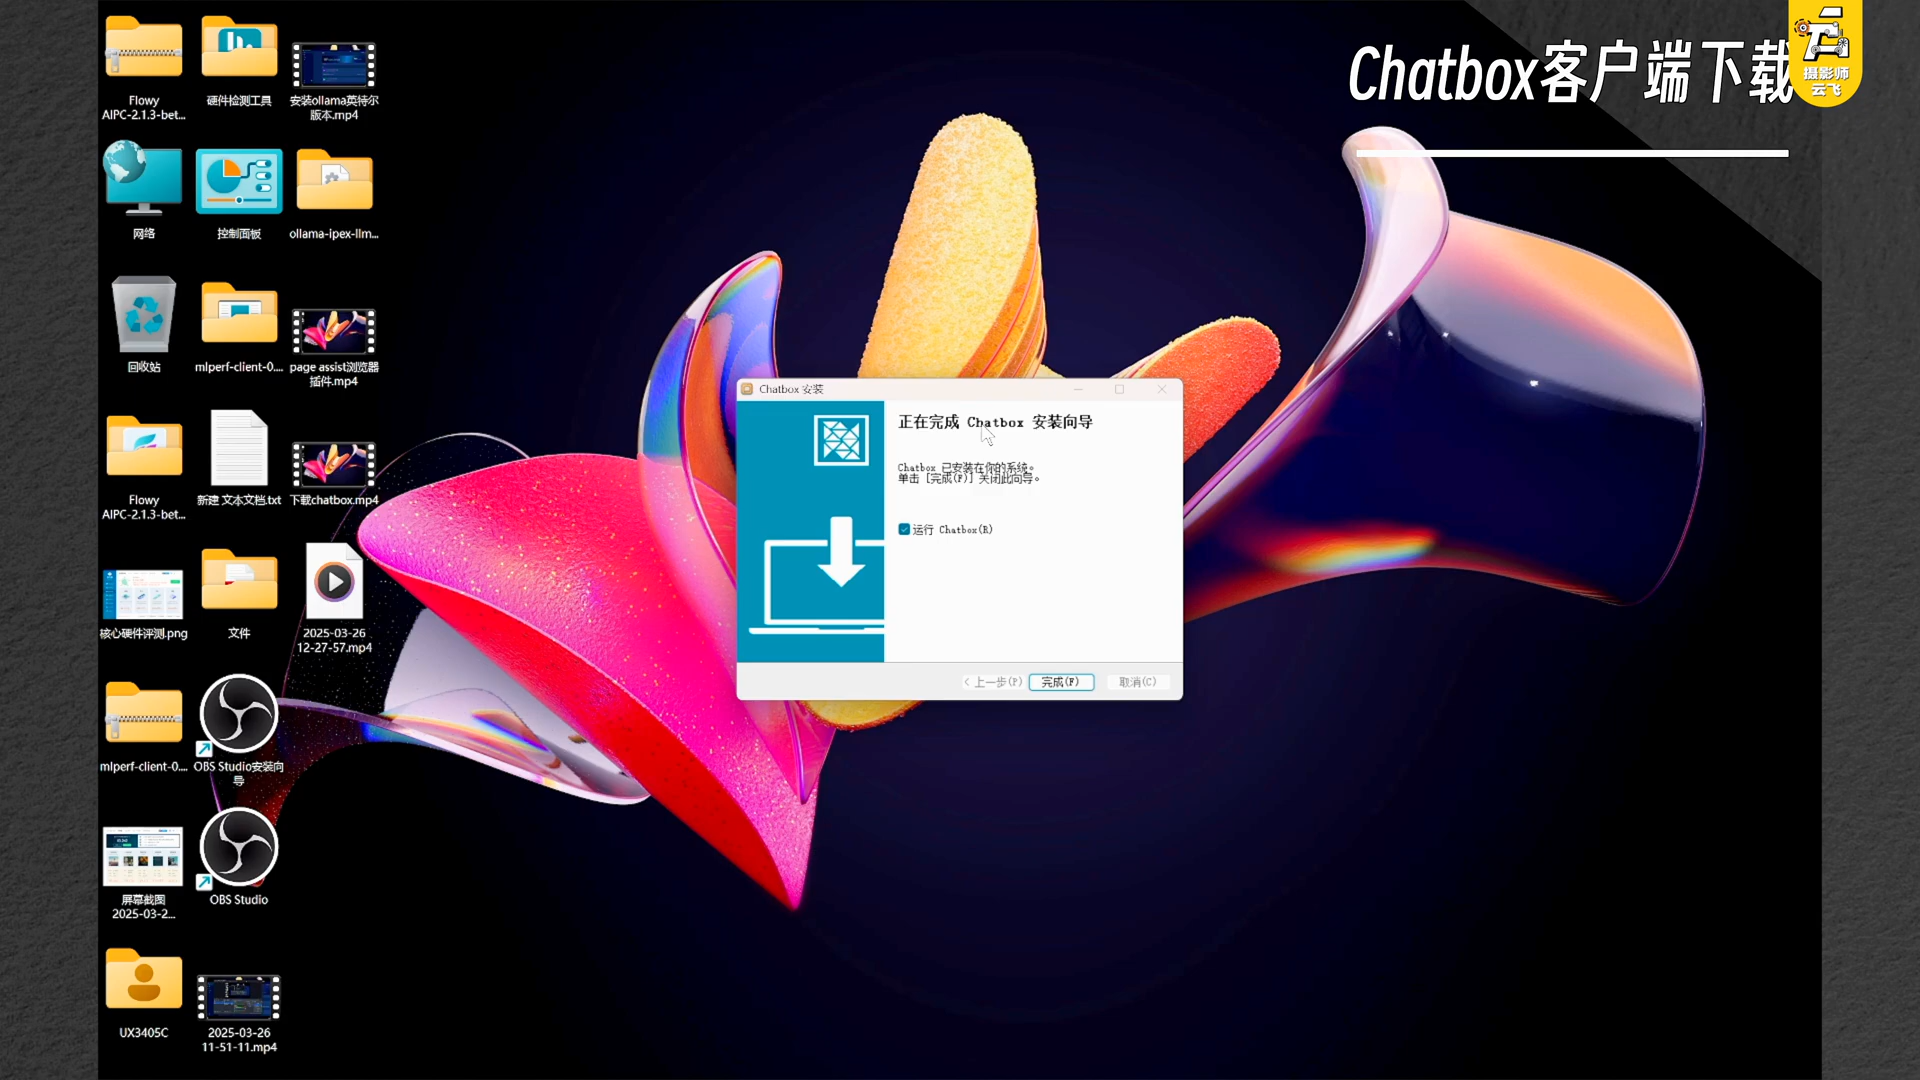 Chatbox客户端下载
摄影师
云飞
Flowy
AIPC-2.1.3-bet...
硬件检测工具
安装ollama英特尔
版本.mp4
网络
控制面板
ollama-ipex-llm...
回收站
mlperf-client-0....
page assist浏览器
插件.mp4
Flowy
AIPC-2.1.3-bet...
新建 文本文档.txt
下载chatbox.mp4
核心硬件评测.png
文件
2025-03-26
12-27-57.mp4
mlperf-client-0....
OBS Studio安装向
导
屏幕截图
2025-03-2...
OBS Studio
UX3405C
2025-03-26
11-51-11.mp4
Chatbox 安装
正在完成 Chatbox 安装向导
Chatbox 已安装在你的系统。
单击 [完成(F)] 关闭此向导。
运行 Chatbox(R)
< 上一步(P)
完成(F)
取消(C)